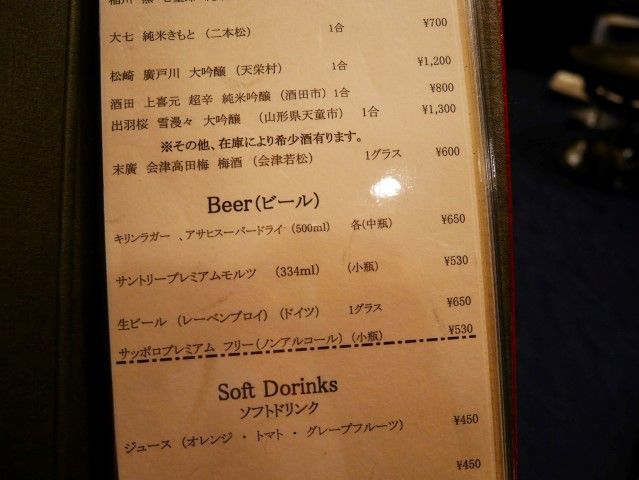 大七 純米きもと (二本松) 1合 ¥700
松崎 廣戸川 大吟醸 (天栄村) 1合 ¥1,200
酒田 上喜元 超辛 純米吟醸 (酒田市) 1合 ¥800
出羽桜 雪漫々 大吟醸 (山形県天童市) 1合 ¥1,300
※その他、在庫により希少酒有ります。
末廣 会津高田梅 梅酒 (会津若松) 1グラス ¥600
Beer(ビール)
キリンラガー 、アサヒスーパードライ (500ml) 各(中瓶) ¥650
サントリープレミアムモルツ (334ml) (小瓶) ¥530
生ビール (レーベンブロイ) (ドイツ) 1グラス ¥650
サッポロプレミアム フリー(ノンアルコール) (小瓶) ¥530
Soft Dorinks
ソフトドリンク
ジュース (オレンジ ・ トマト ・ グレープフルーツ) ¥450
¥450